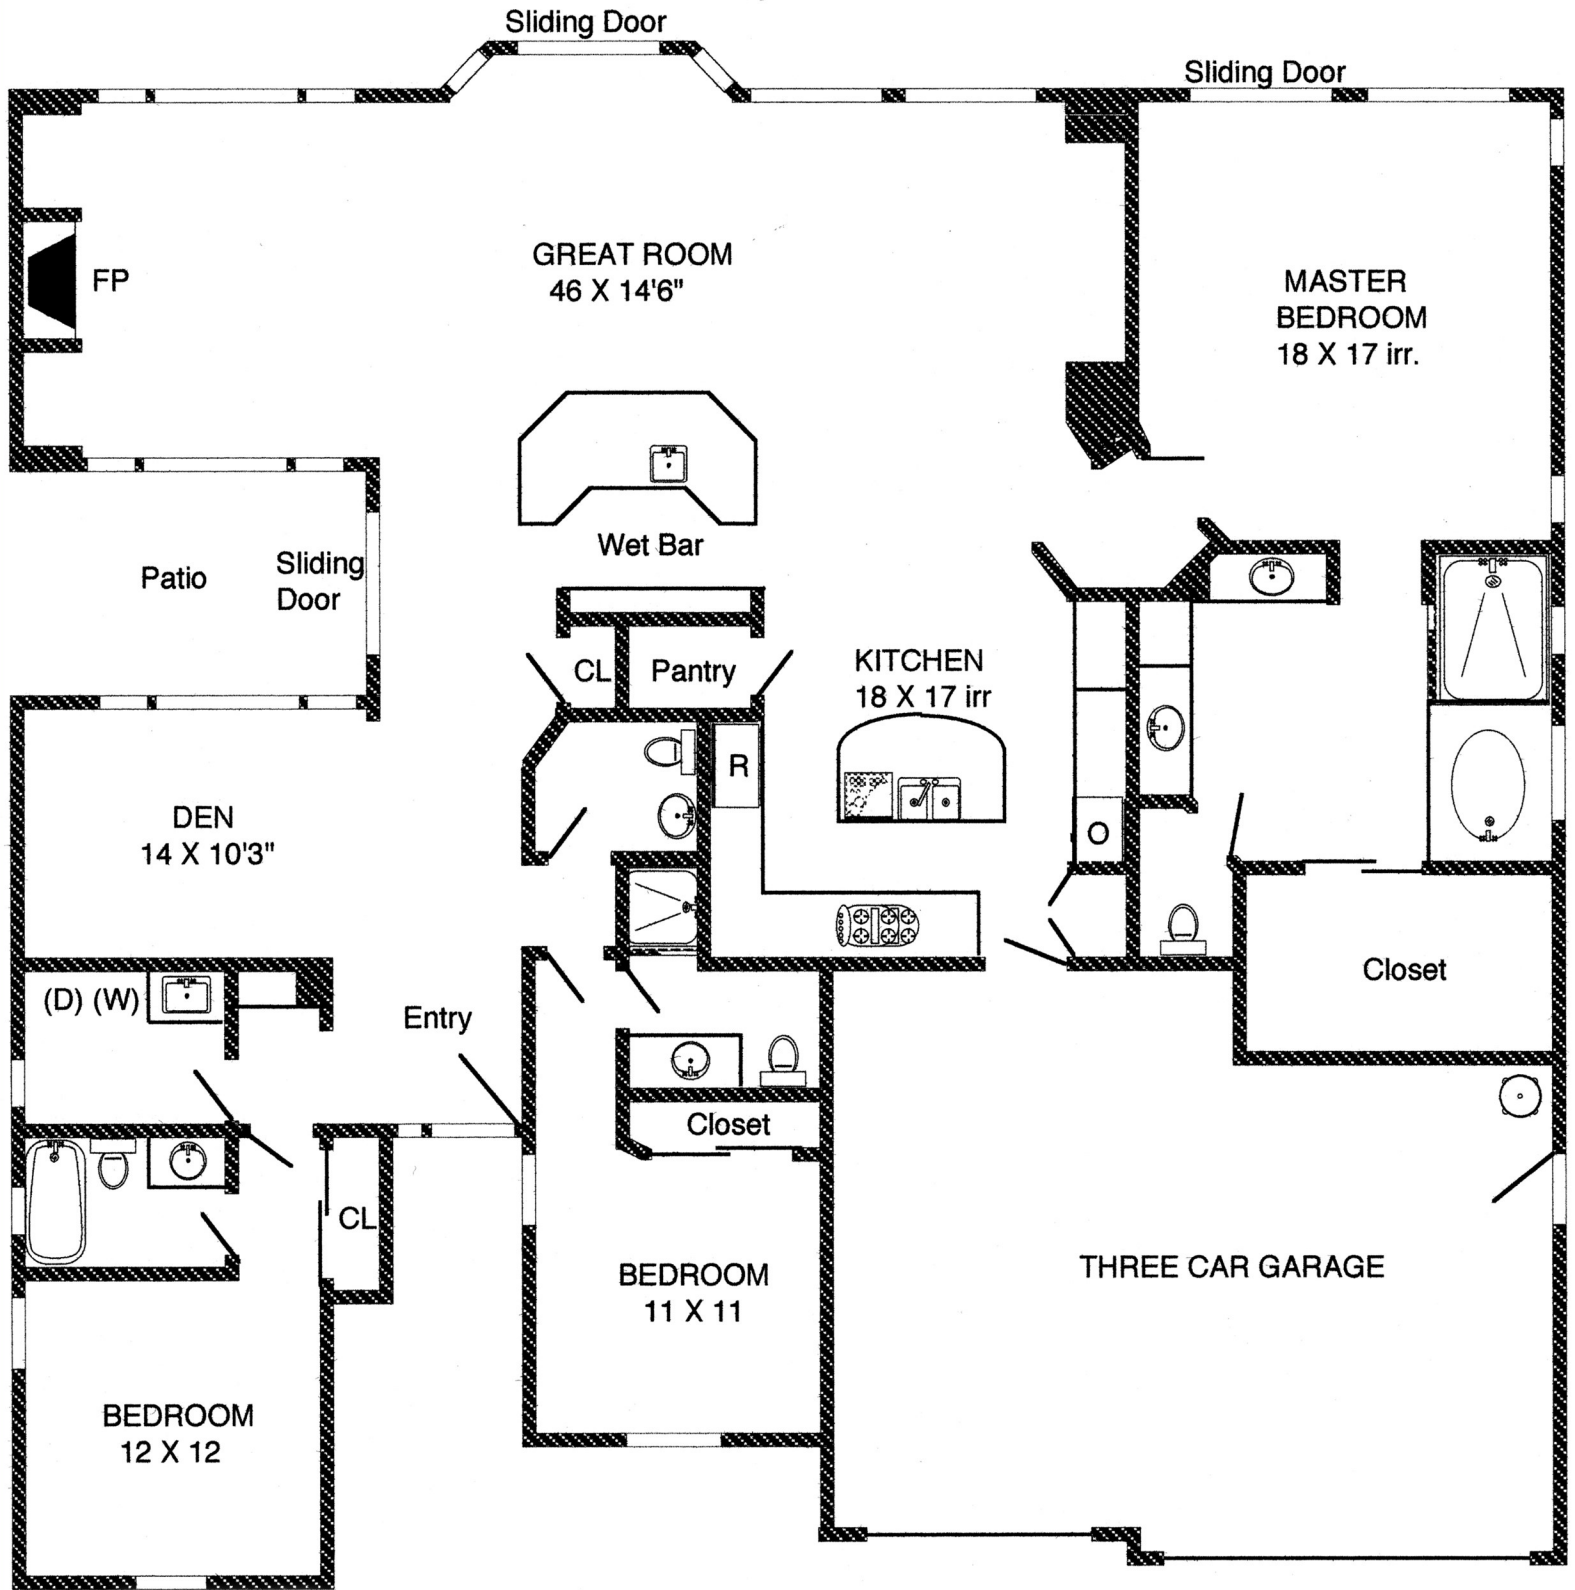 Sliding Door
Sliding Door
GREAT ROOM
46 X 14'6"
FP
MASTER
BEDROOM
18 X 17 irr.
Wet Bar
Patio
Sliding
Door
CL
Pantry
KITCHEN
18 X 17 irr
R
DEN
14 X 10'3"
O
Closet
(D) (W)
Entry
Closet
CL
BEDROOM
11 X 11
THREE CAR GARAGE
BEDROOM
12 X 12